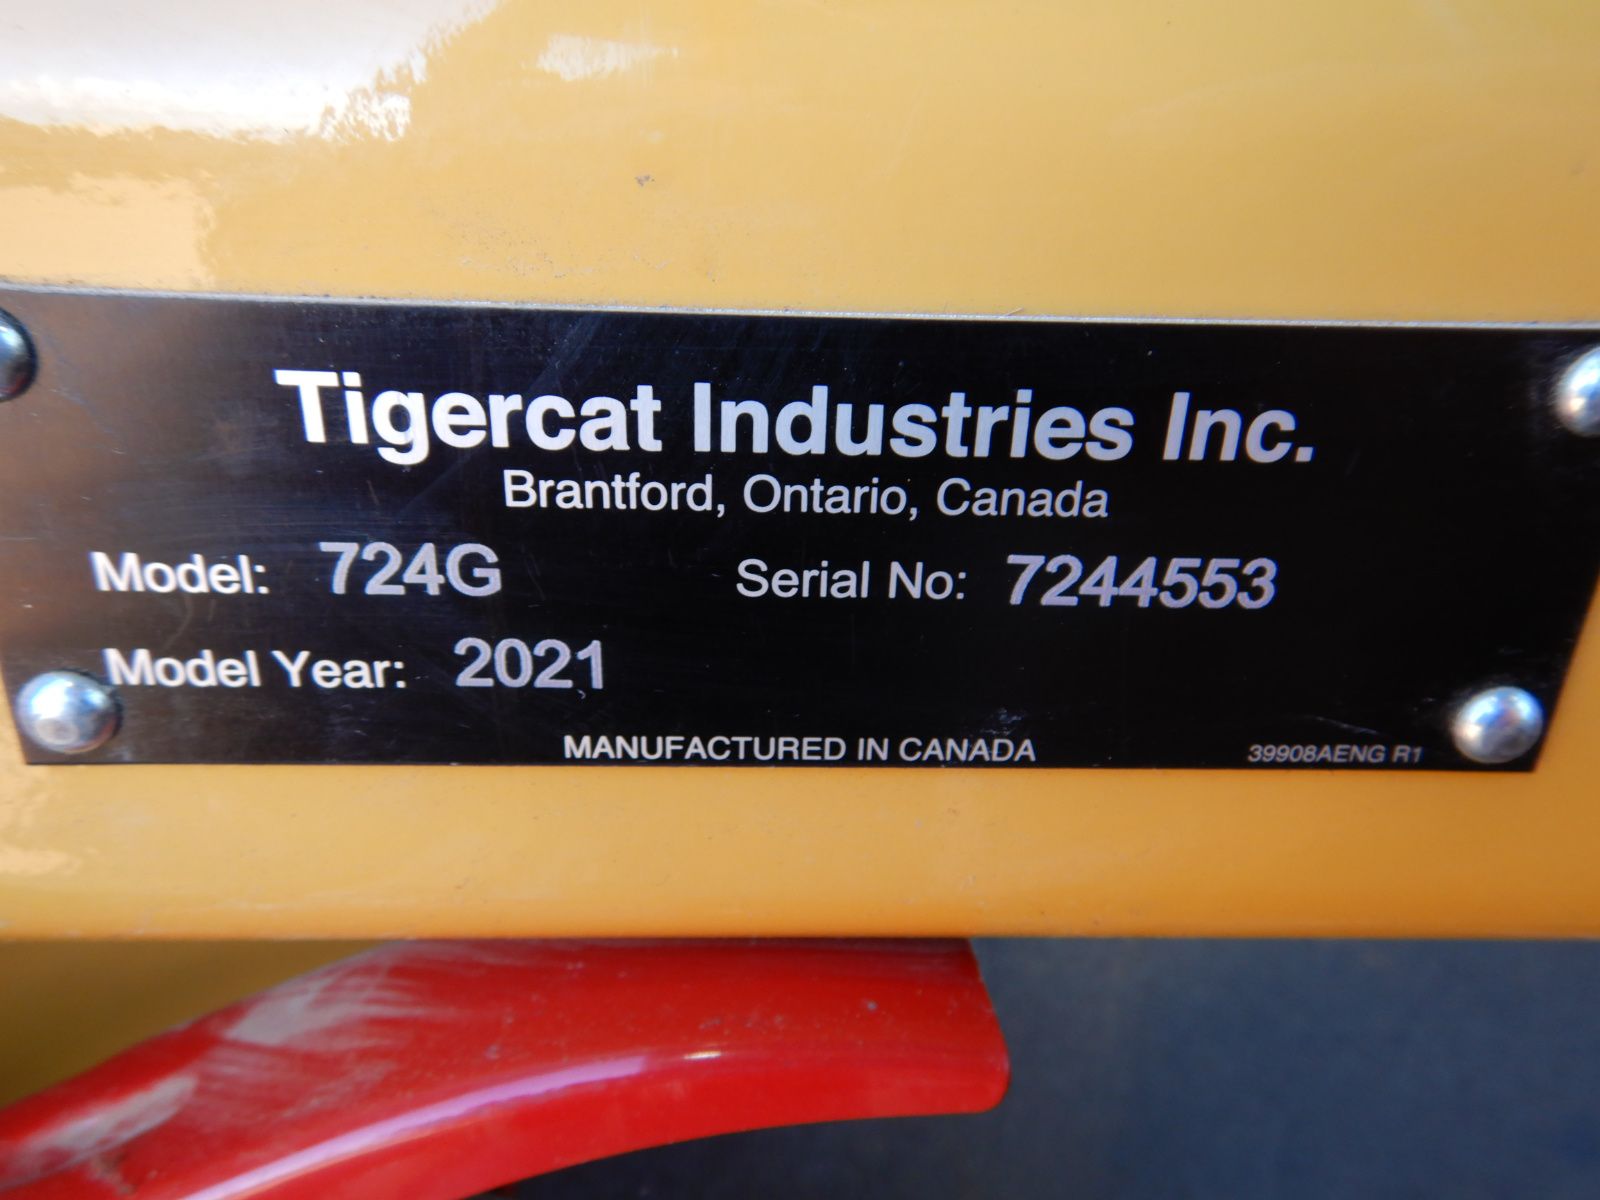 Tigercat Industries Inc.
Brantford, Ontario, Canada
Model: 724G Serial No: 7244553
Model Year: 2021
MANUFACTURED IN CANADA 39908AENG R1